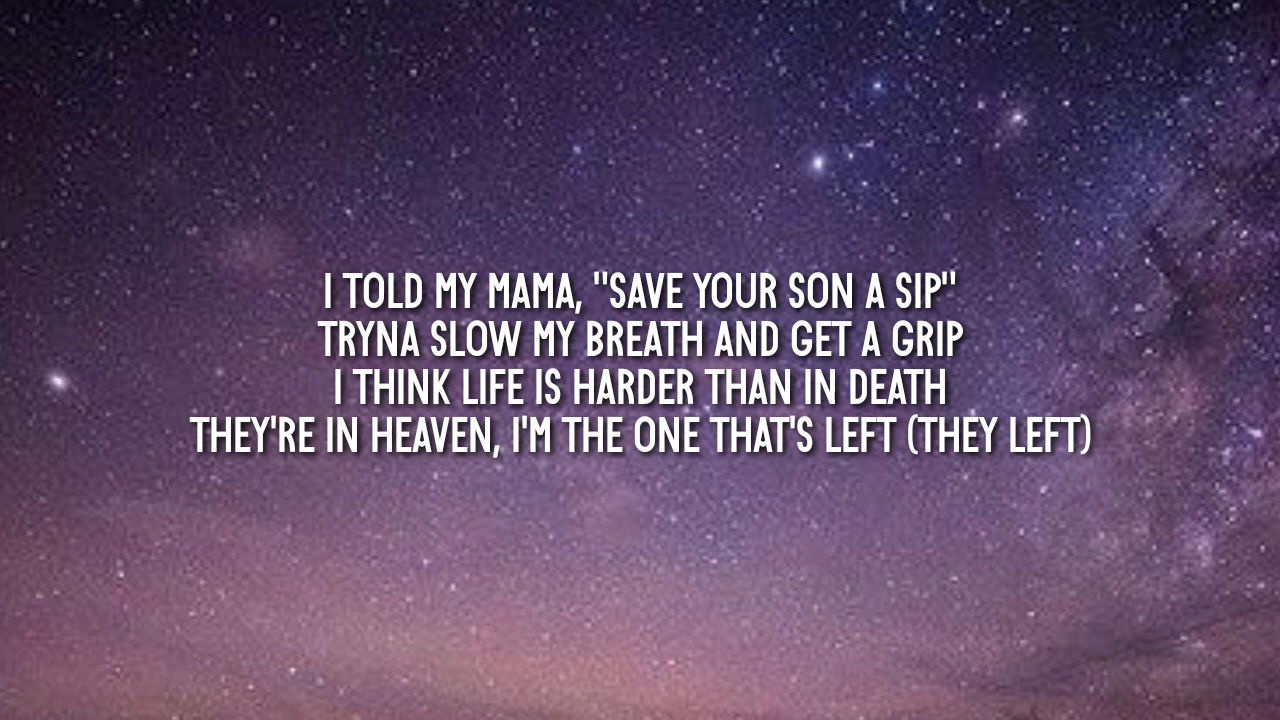 I TOLD MY MAMA, "SAVE YOUR SON A SIP"
TRYNA SLOW MY BREATH AND GET A GRIP
I THINK LIFE IS HARDER THAN IN DEATH
THEY'RE IN HEAVEN, I'M THE ONE THAT'S LEFT (THEY LEFT)